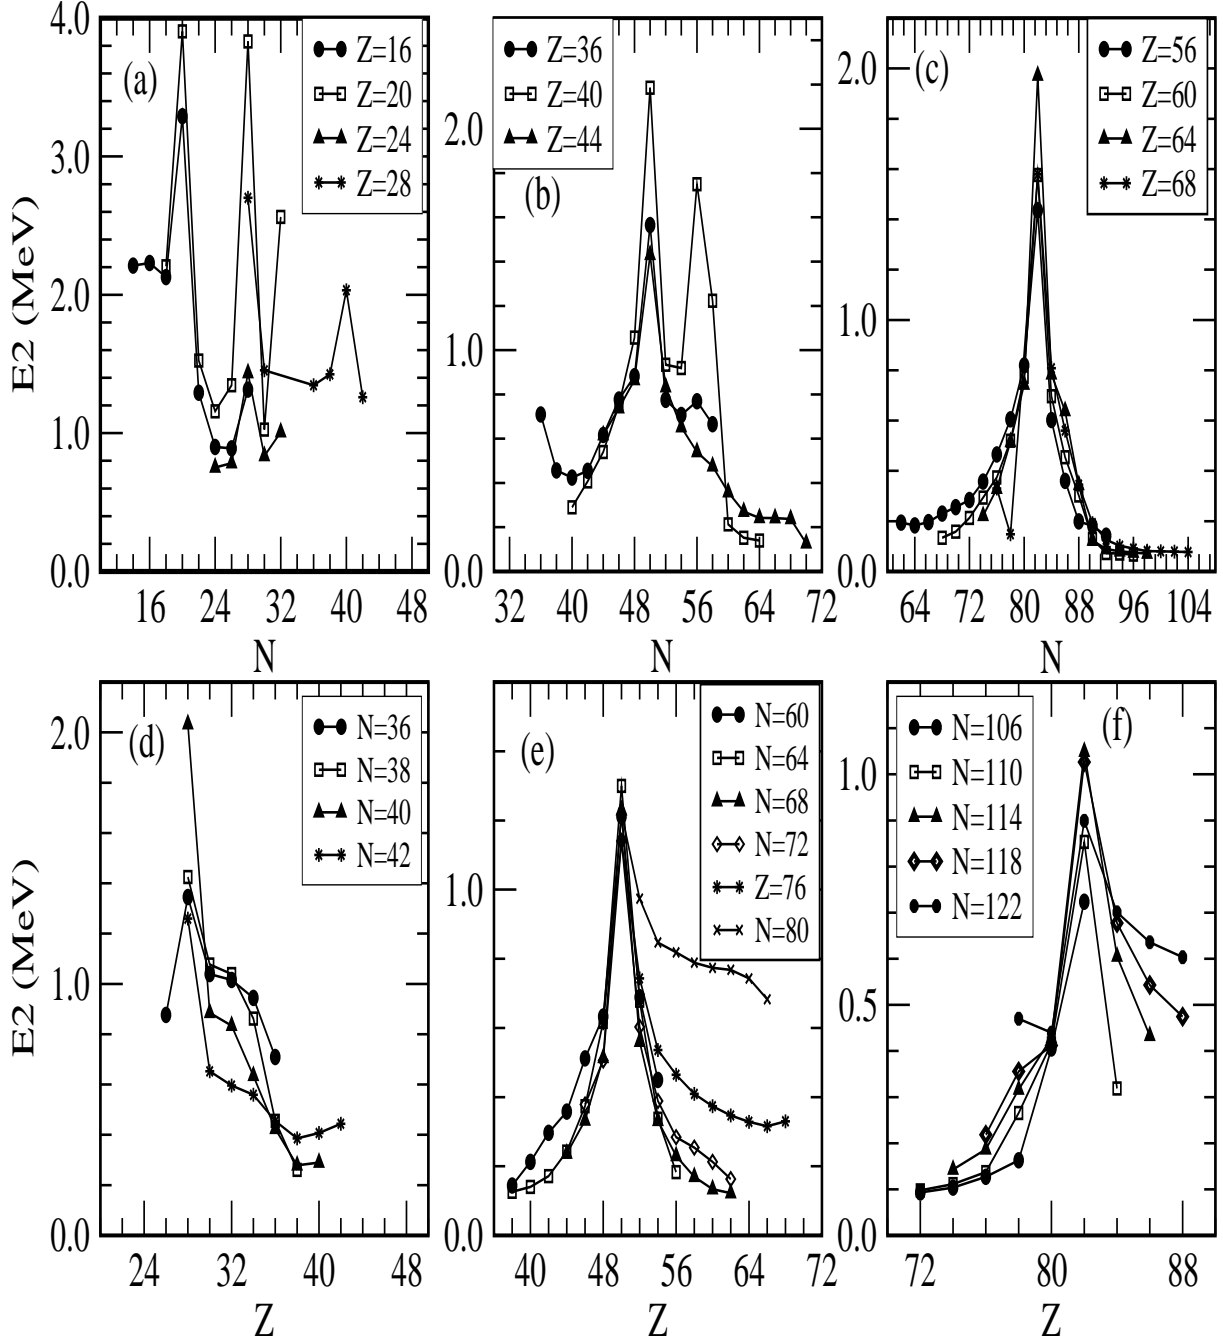 4.0
3.0
2.0
1.0
0.0
E2 (MeV)
(a)
Z=16
Z=20
Z=24
Z=28
16 24 32 40 48
N
2.0
1.0
0.0
(b)
Z=36
Z=40
Z=44
32 40 48 56 64 72
N
2.0
1.0
0.0
(c)
Z=56
Z=60
Z=64
Z=68
64 72 80 88 96 104
N
2.0
1.0
0.0
E2 (MeV)
(d)
N=36
N=38
N=40
N=42
24 32 40
Z
1.0
0.0
(e)
N=60
N=64
N=68
N=72
Z=76
N=80
40 48 56 64 72
Z
1.0
0.5
0.0
(f)
N=106
N=110
N=114
N=118
N=122
72 80 88
Z